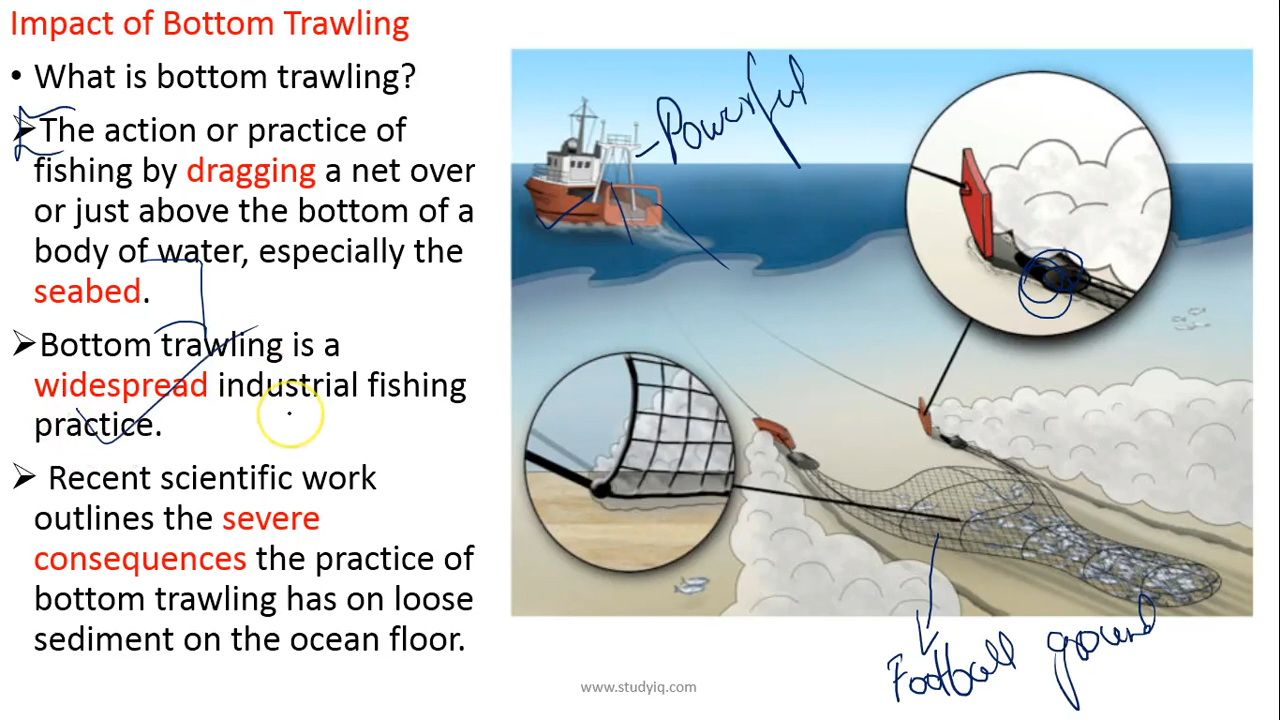 Impact of Bottom Trawling
• What is bottom trawling?
➢The action or practice of
fishing by dragging a net over
or just above the bottom of a
body of water, especially the
seabed.
➢Bottom trawling is a
widespread industrial fishing
practice.
➢ Recent scientific work
outlines the severe
consequences the practice of
bottom trawling has on loose
sediment on the ocean floor.
- Powerful
Football ground
www.studyiq.com